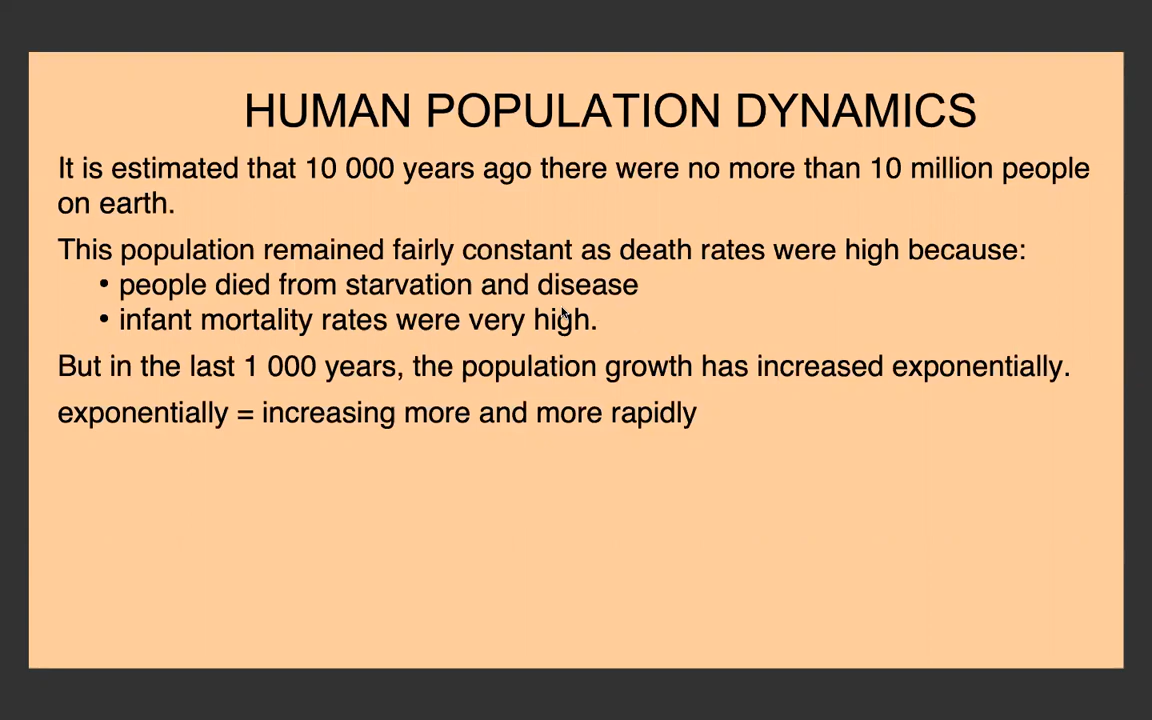 HUMAN POPULATION DYNAMICS
It is estimated that 10 000 years ago there were no more than 10 million people
on earth.
This population remained fairly constant as death rates were high because:
• people died from starvation and disease
• infant mortality rates were very high.
But in the last 1 000 years, the population growth has increased exponentially.
exponentially = increasing more and more rapidly